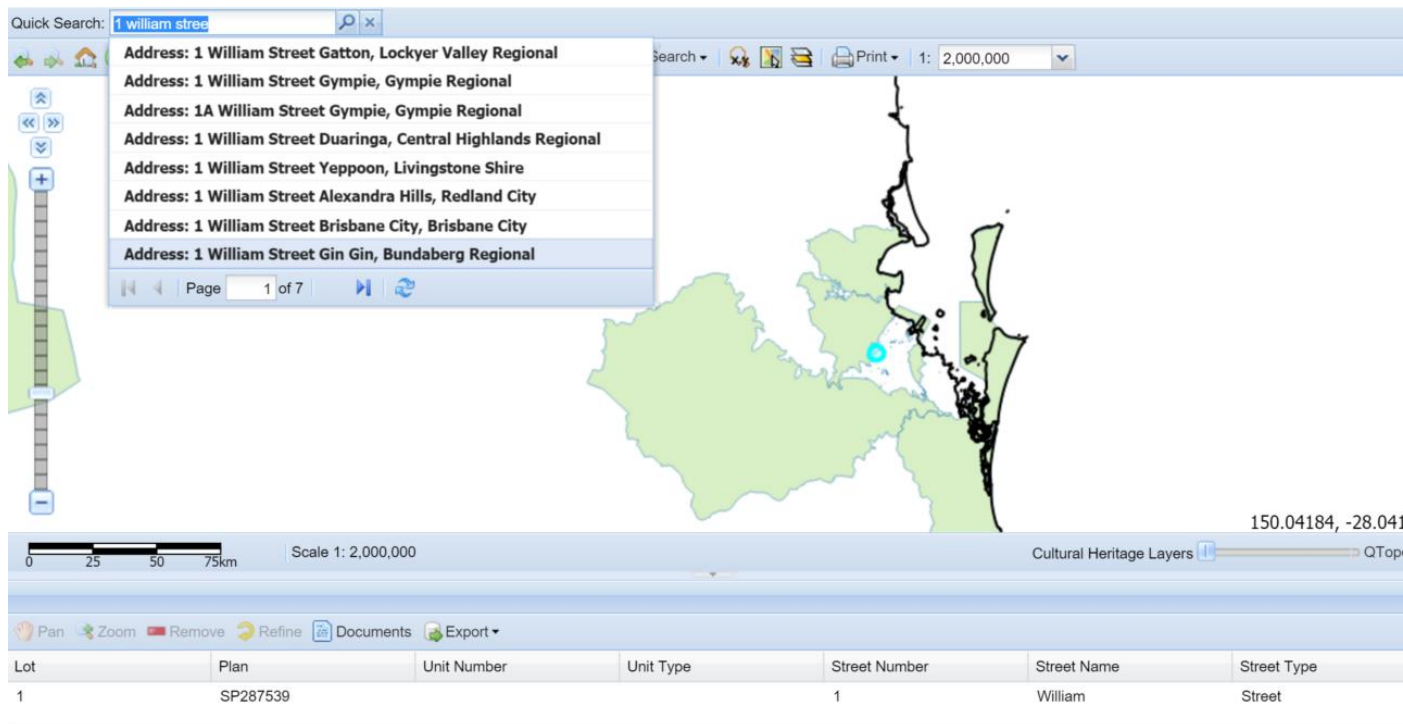 Quick Search: 1 william stree
Address: 1 William Street Gatton, Lockyer Valley Regional
Search Print 1: 2,000,000
Address: 1 William Street Gympie, Gympie Regional
Address: 1A William Street Gympie, Gympie Regional
Address: 1 William Street Duaringa, Central Highlands Regional
Address: 1 William Street Yeppoon, Livingstone Shire
Address: 1 William Street Alexandra Hills, Redland City
Address: 1 William Street Brisbane City, Brisbane City
Address: 1 William Street Gin Gin, Bundaberg Regional
Page 1 of 7
150.04184, -28.041
0 25 50 75km Scale 1: 2,000,000 Cultural Heritage Layers QTopo
Pan Zoom Remove Refine Documents Export
Lot Plan Unit Number Unit Type Street Number Street Name Street Type
1 SP287539 1 William Street